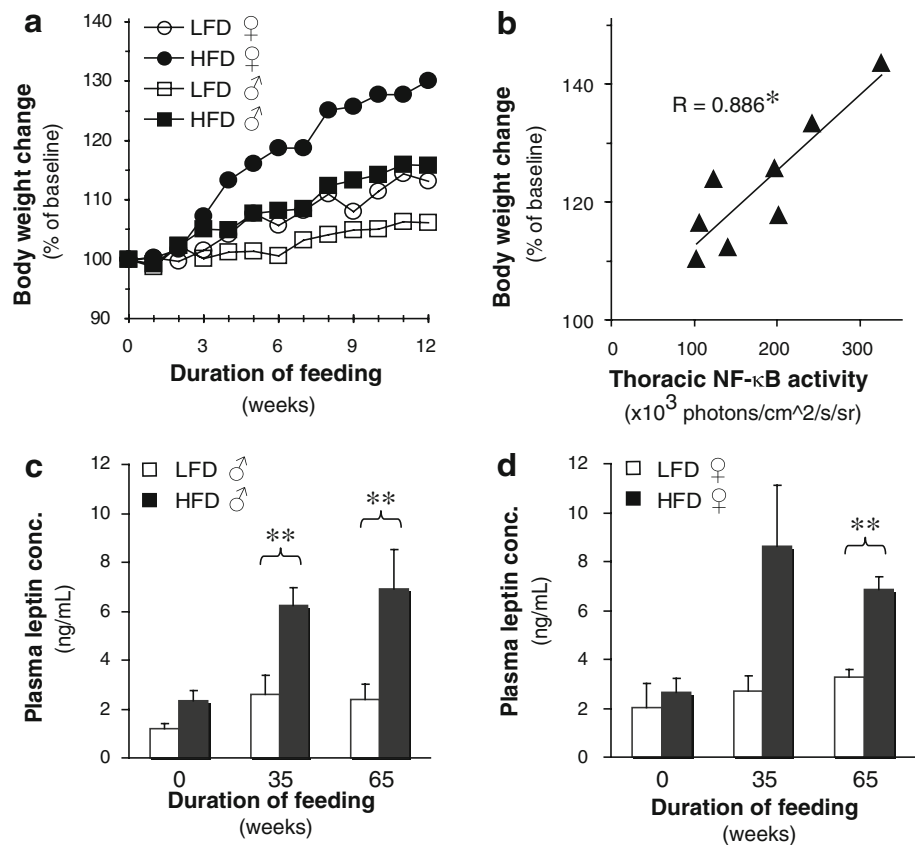 a
140
130
120
110
100
90
Body weight change
(% of baseline)
LFD ♀
HFD ♀
LFD ♂
HFD ♂
0 3 6 9 12
Duration of feeding
(weeks)
b
140
120
100
Body weight change
(% of baseline)
R = 0.886*
0 100 200 300
Thoracic NF-κB activity
(x10^3 photons/cm^2/s/sr)
c
12
10
8
6
4
2
0
Plasma leptin conc.
(ng/mL)
LFD ♂
HFD ♂
**
**
0 35 65
Duration of feeding
(weeks)
d
12
10
8
6
4
2
0
Plasma leptin conc.
(ng/mL)
LFD ♀
HFD ♀
**
0 35 65
Duration of feeding
(weeks)